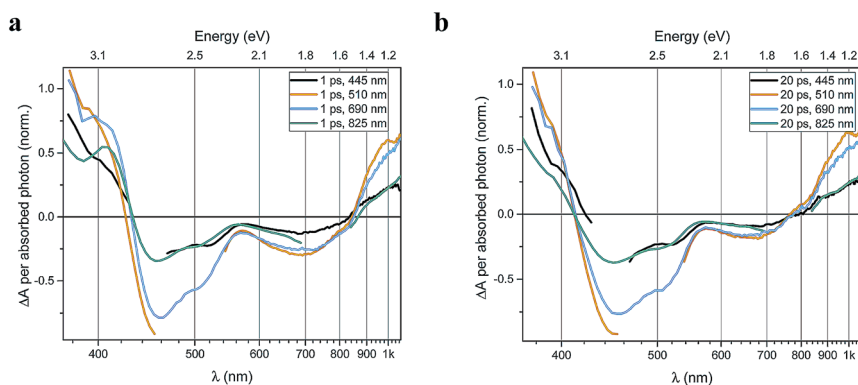 a
Energy (eV)
3.1 2.5 2.1 1.8 1.6 1.4 1.2
1 ps, 445 nm
1 ps, 510 nm
1 ps, 690 nm
1 ps, 825 nm
ΔA per absorbed photon (norm.)
1.0
0.5
0.0
-0.5
400 500 600 700 800 900 1k
λ (nm)
b
Energy (eV)
3.1 2.5 2.1 1.8 1.6 1.4 1.2
20 ps, 445 nm
20 ps, 510 nm
20 ps, 690 nm
20 ps, 825 nm
ΔA per absorbed photon (norm.)
1.0
0.5
0.0
-0.5
400 500 600 700 800 900 1k
λ (nm)